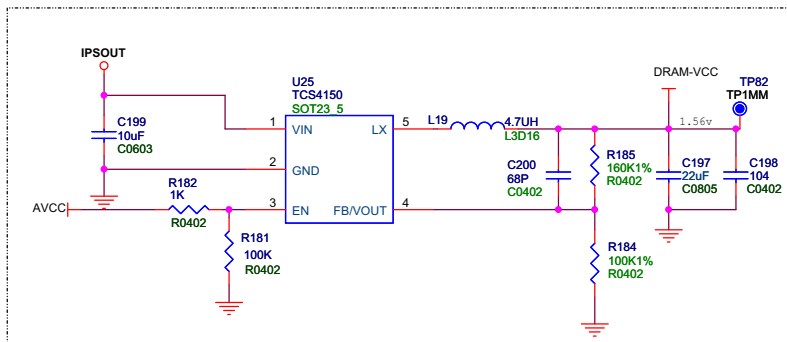 IPSOUT
C199
10uF
C0603
U25
TCS4150
SOT23_5
1
VIN
2
GND
3
EN
LX
5
FB/VOUT
4
AVCC
R182
1K
R0402
R181
100K
R0402
L19
4.7UH
L3D16
C200
68P
C0402
R185
160K1%
R0402
R184
100K1%
R0402
DRAM-VCC
1.56v
TP82
TP1MM
C197
22uF
C0805
C198
104
C0402